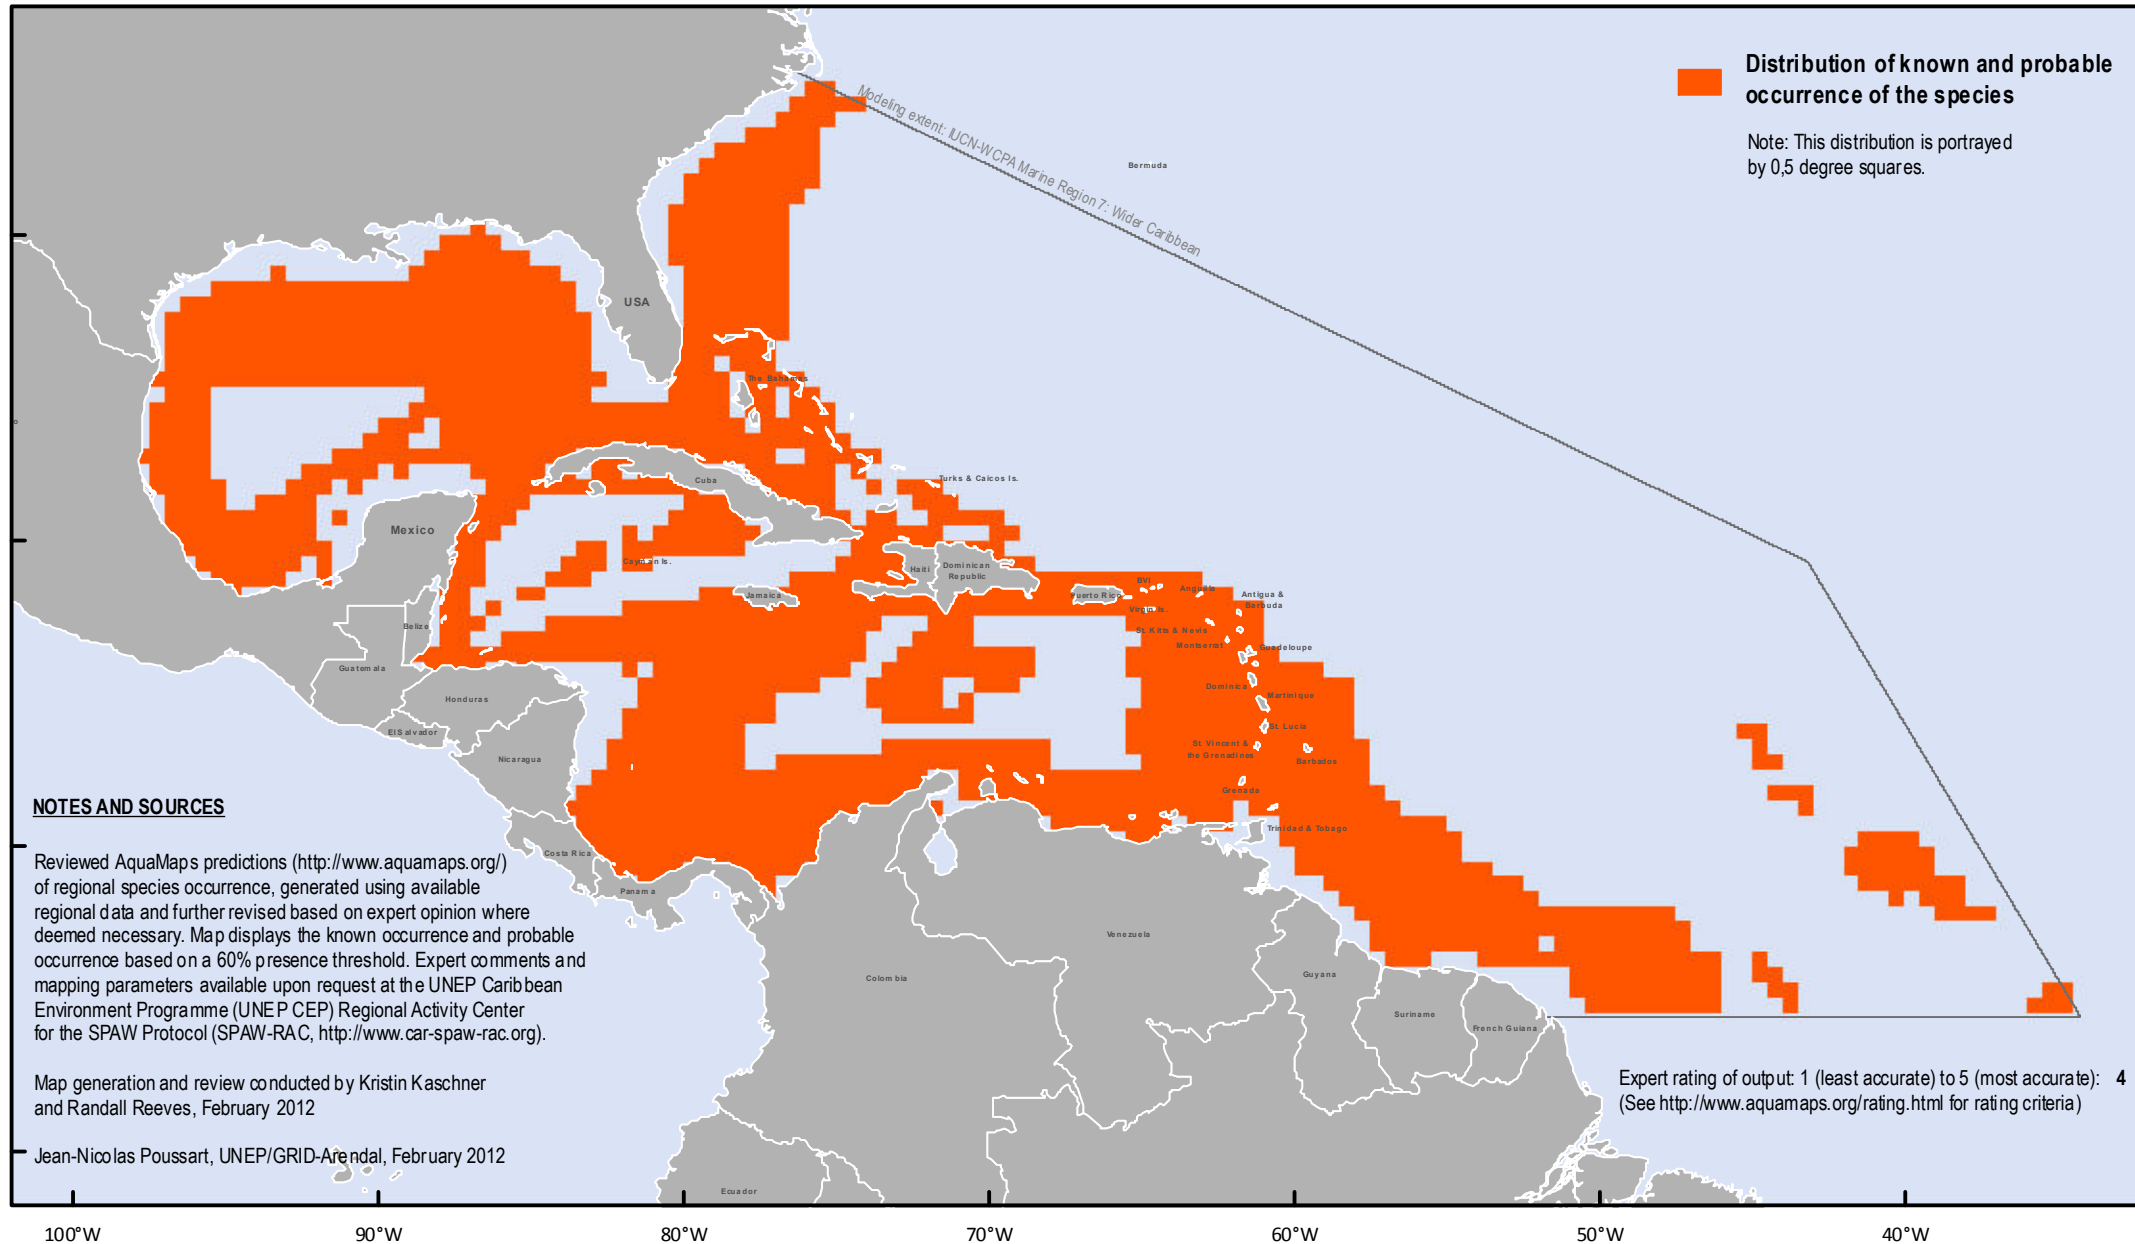 Distribution of known and probable
occurrence of the species
Note: This distribution is portrayed
by 0,5 degree squares.
Modeling extent: IUCN-WCPA Marine Region 7: Wider Caribbean
Bermuda
USA
The Bahamas
Turks & Caicos Is.
Cuba
Mexico
Cayman Is.
Haiti
Dominican
Republic
Jamaica
Puerto Rico
BVI
Anguilla
Antigua &
Barbuda
Virgin Is.
Belize
St. Kitts & Nevis
Montserrat
Guadeloupe
Guatemala
Dominica
Martinique
Honduras
St. Lucia
El Salvador
St. Vincent &
the Grenadines
Barbados
Nicaragua
Grenada
Trinidad & Tobago
Costa Rica
Panama
Venezuela
Colombia
Guyana
Suriname
French Guiana
Ecuador
NOTES AND SOURCES
Reviewed AquaMaps predictions (http://www.aquamaps.org/)
of regional species occurrence, generated using available
regional data and further revised based on expert opinion where
deemed necessary. Map displays the known occurrence and probable
occurrence based on a 60% presence threshold. Expert comments and
mapping parameters available upon request at the UNEP Caribbean
Environment Programme (UNEP CEP) Regional Activity Center
for the SPAW Protocol (SPAW-RAC, http://www.car-spaw-rac.org).
Map generation and review conducted by Kristin Kaschner
and Randall Reeves, February 2012
Jean-Nicolas Poussart, UNEP/GRID-Arendal, February 2012
Expert rating of output: 1 (least accurate) to 5 (most accurate): 4
(See http://www.aquamaps.org/rating.html for rating criteria)
100°W 90°W 80°W 70°W 60°W 50°W 40°W